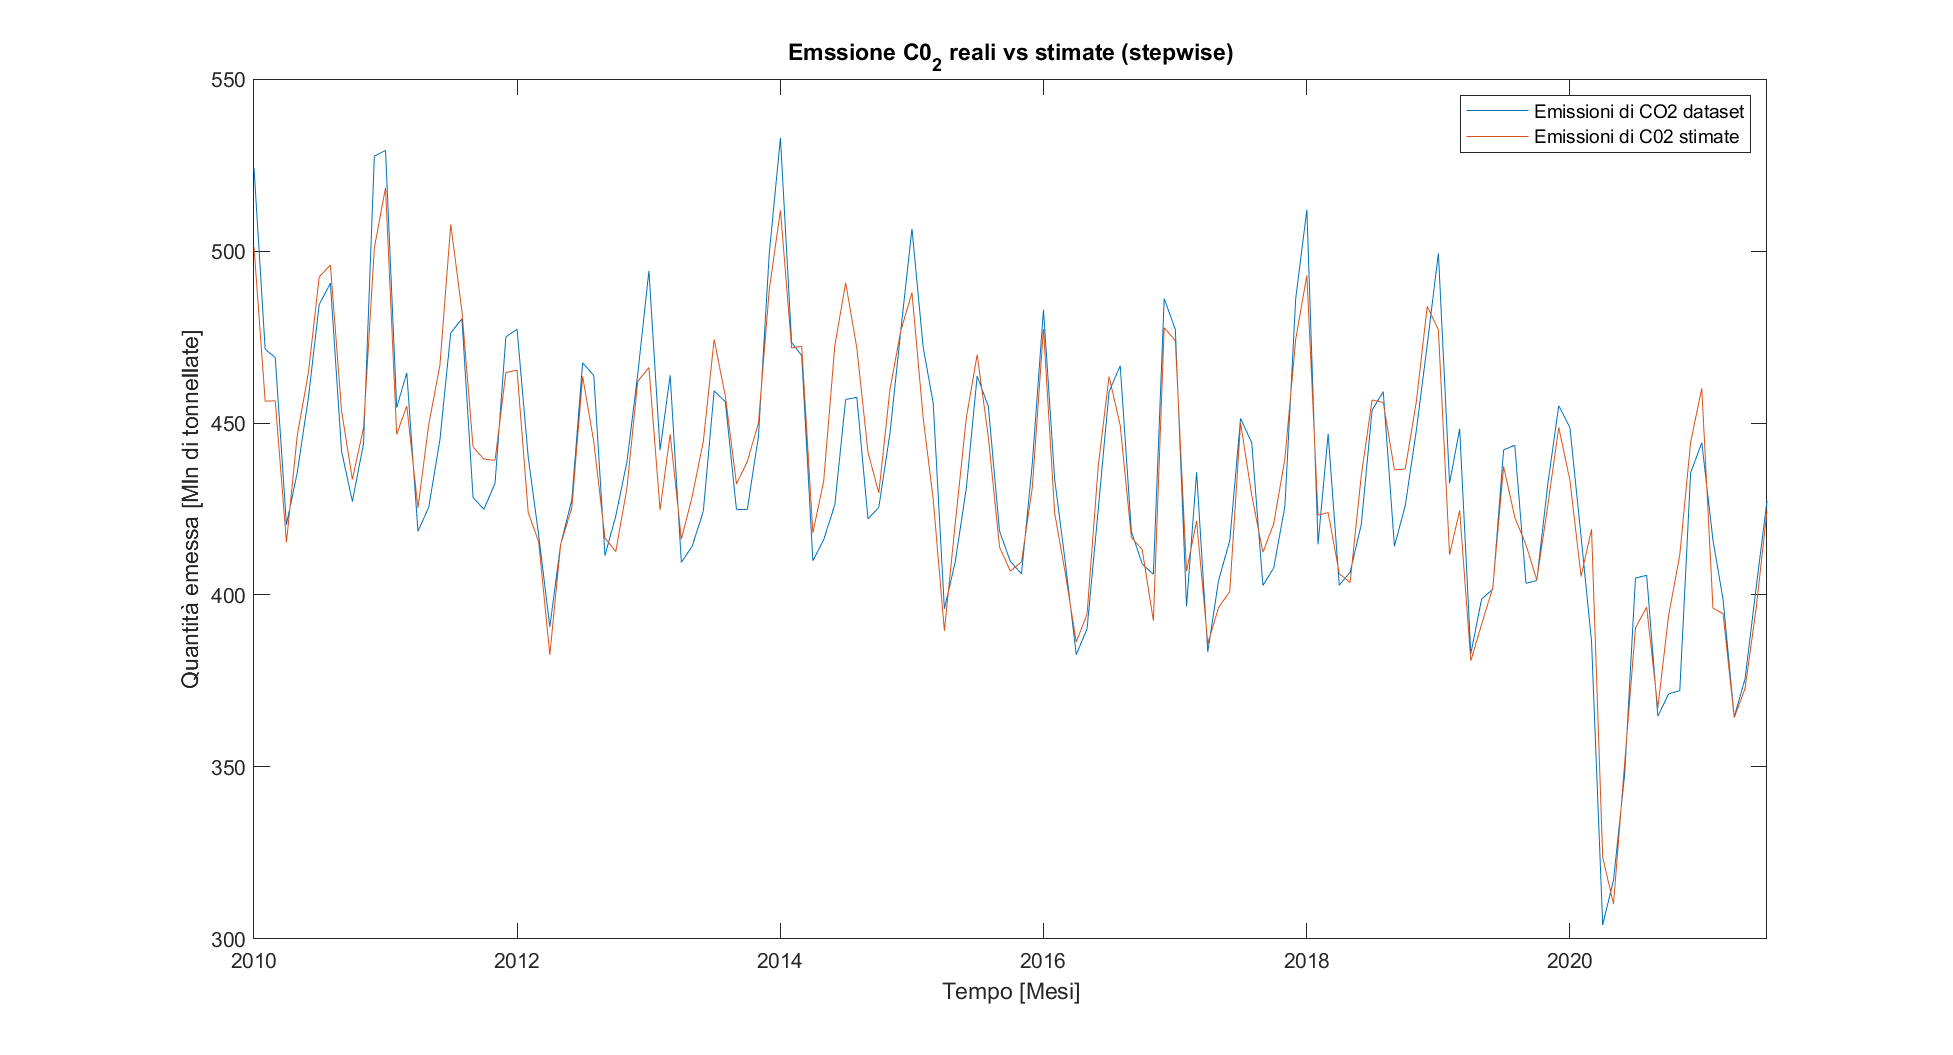 Emssione C0₂ reali vs stimate (stepwise)
550
500
450
400
350
300
Quantità emessa [Mln di tonnellate]
Emissioni di CO2 dataset
Emissioni di C02 stimate
2010 2012 2014 2016 2018 2020
Tempo [Mesi]